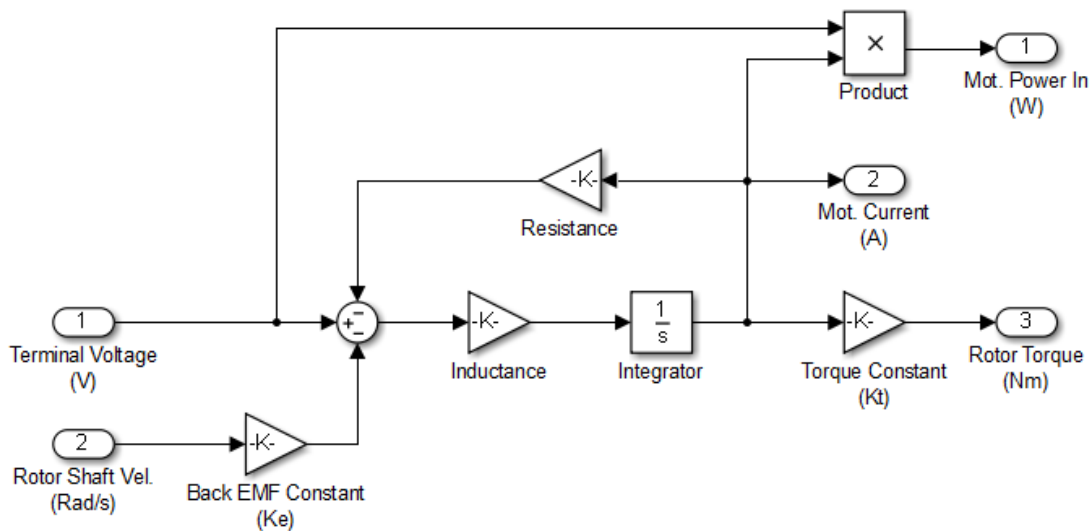 ×
Product
1
Mot. Power In
(W)
-K-
Resistance
2
Mot. Current
(A)
1
Terminal Voltage
(V)
+
−
−
-K-
Inductance
1
s
Integrator
-K-
Torque Constant
(Kt)
3
Rotor Torque
(Nm)
2
Rotor Shaft Vel.
(Rad/s)
-K-
Back EMF Constant
(Ke)